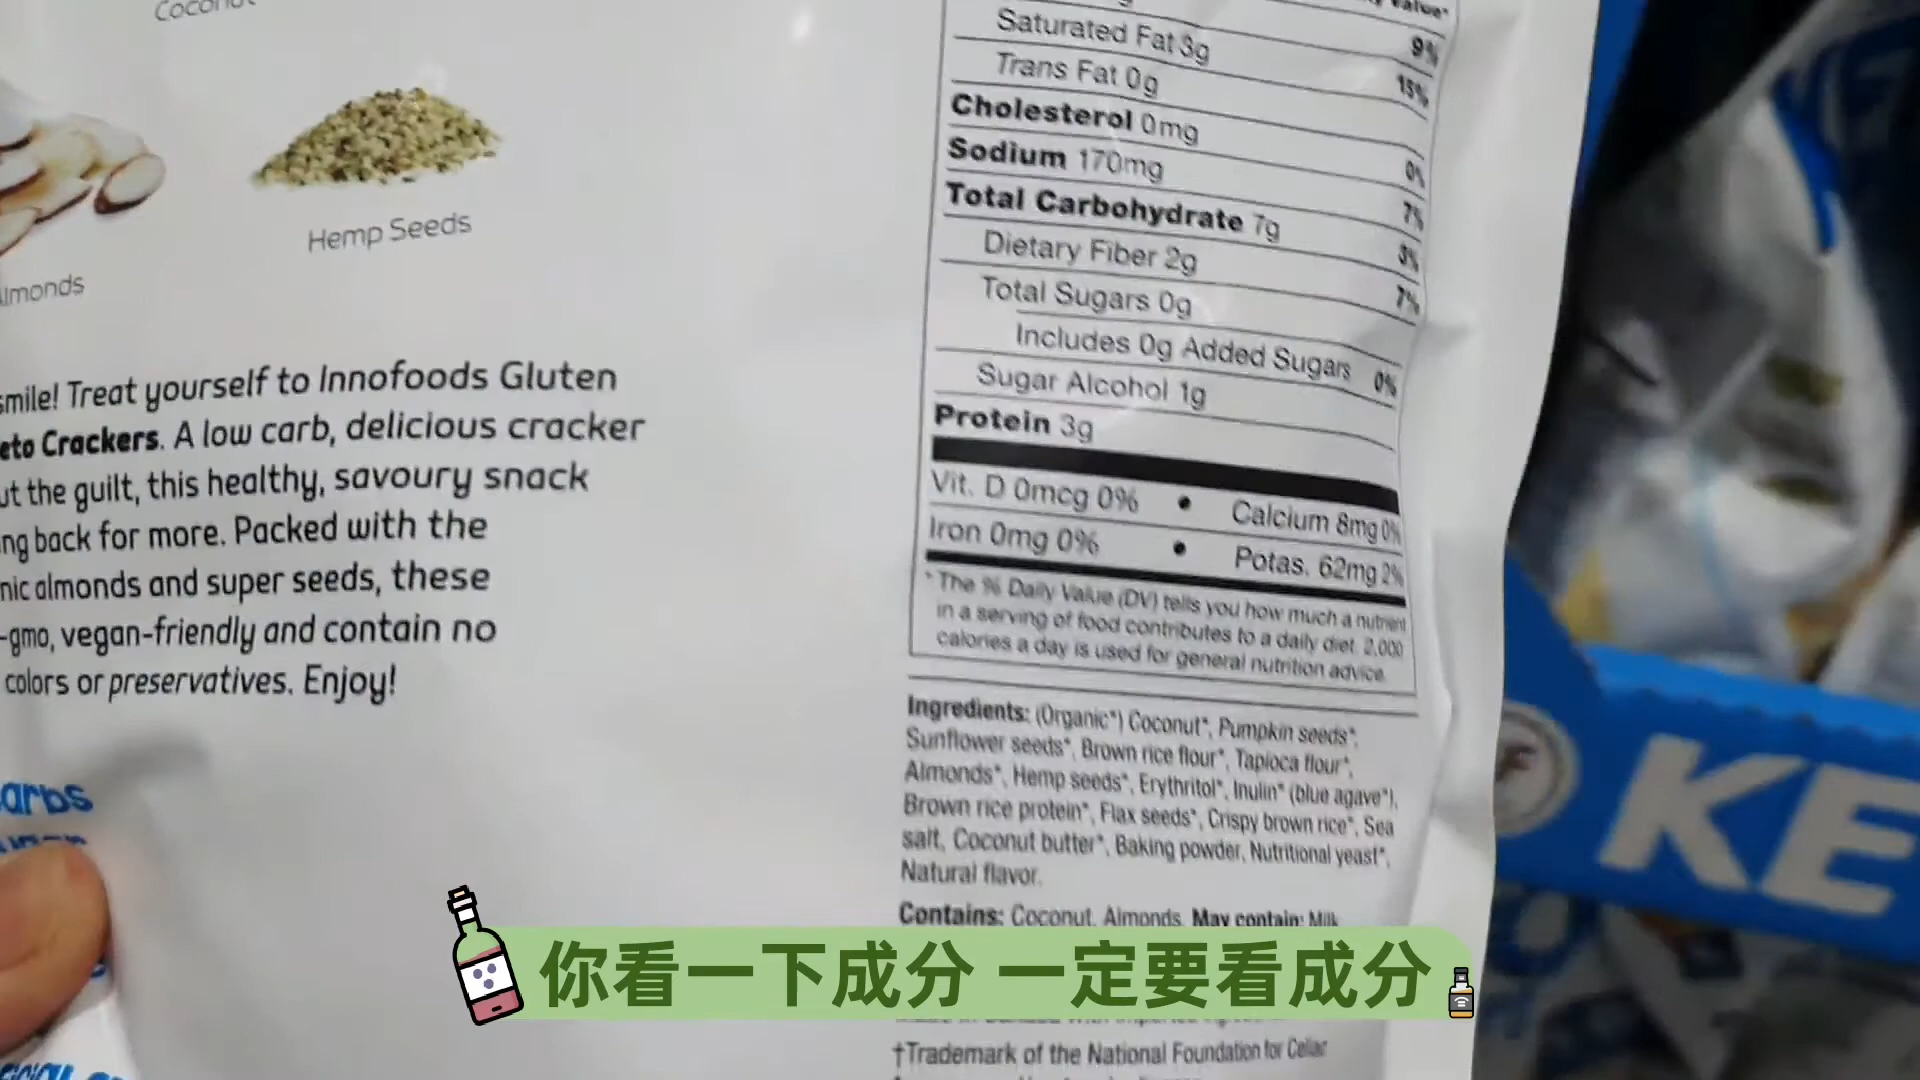 Coconut
Hemp Seeds
lmonds
smile! Treat yourself to Innofoods Gluten
eto Crackers. A low carb, delicious cracker
ut the guilt, this healthy, savoury snack
ng back for more. Packed with the
nic almonds and super seeds, these
-gmo, vegan-friendly and contain no
colors or preservatives. Enjoy!
arbs
Value*
9%
Saturated Fat 3g 15%
Trans Fat 0g
Cholesterol 0mg 0%
Sodium 170mg 7%
Total Carbohydrate 7g 3%
Dietary Fiber 2g 7%
Total Sugars 0g
Includes 0g Added Sugars 0%
Sugar Alcohol 1g
Protein 3g
Vit. D 0mcg 0% • Calcium 8mg 0%
Iron 0mg 0% • Potas. 62mg 2%
* The % Daily Value (DV) tells you how much a nutrient
in a serving of food contributes to a daily diet. 2,000
calories a day is used for general nutrition advice.
Ingredients: (Organic*) Coconut*, Pumpkin seeds*,
Sunflower seeds*, Brown rice flour*, Tapioca flour*,
Almonds*, Hemp seeds*, Erythritol*, Inulin* (blue agave*),
Brown rice protein*, Flax seeds*, Crispy brown rice*, Sea
salt, Coconut butter*, Baking powder, Nutritional yeast*,
Natural flavor.
Contains: Coconut, Almonds. May contain: Milk
你看一下成分 一定要看成分
†Trademark of the National Foundation for Celiac
KE